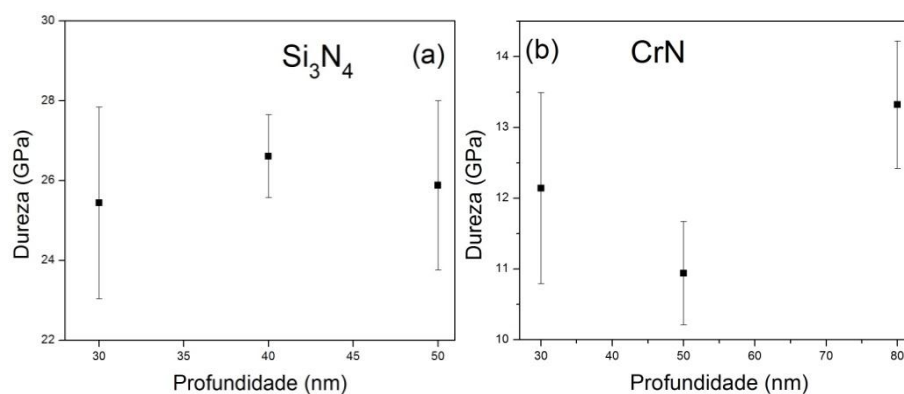 Si3N4 (a)
30
28
26
24
22
Dureza (GPa)
30 35 40 45 50
Profundidade (nm)
(b) CrN
14
13
12
11
10
Dureza (GPa)
30 40 50 60 70 80
Profundidade (nm)